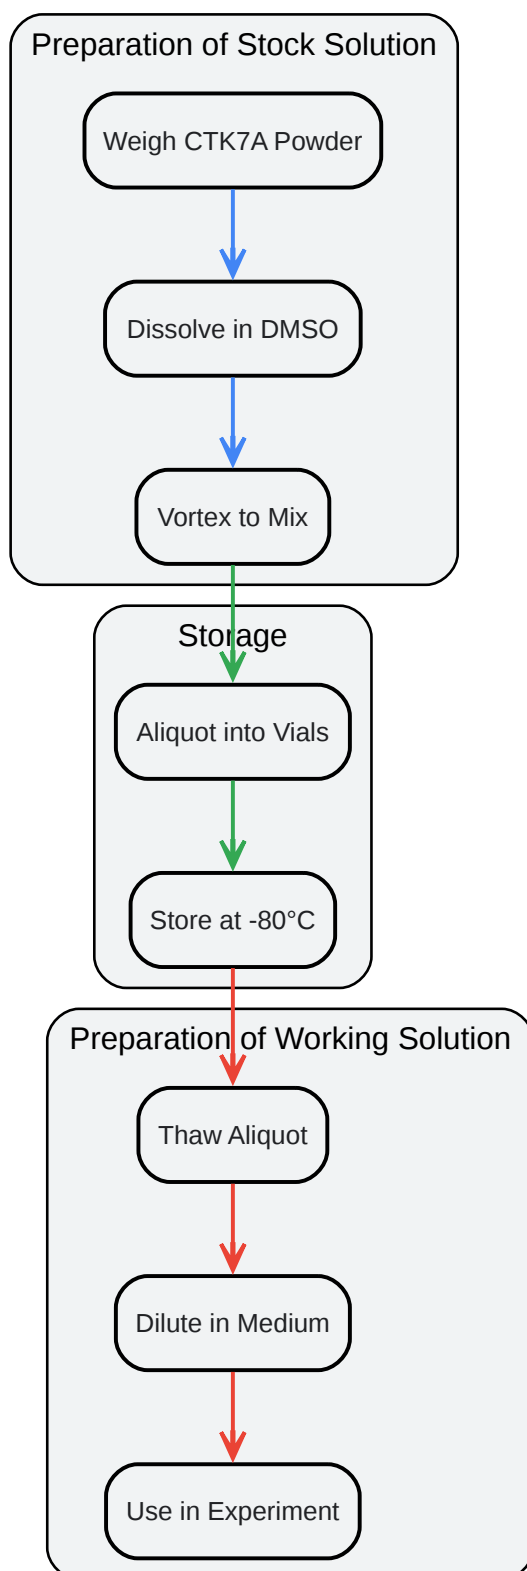 Preparation of Stock Solution
Weigh CTK7A Powder
Dissolve in DMSO
Vortex to Mix
Storage
Aliquot into Vials
Store at -80°C
Preparation of Working Solution
Thaw Aliquot
Dilute in Medium
Use in Experiment